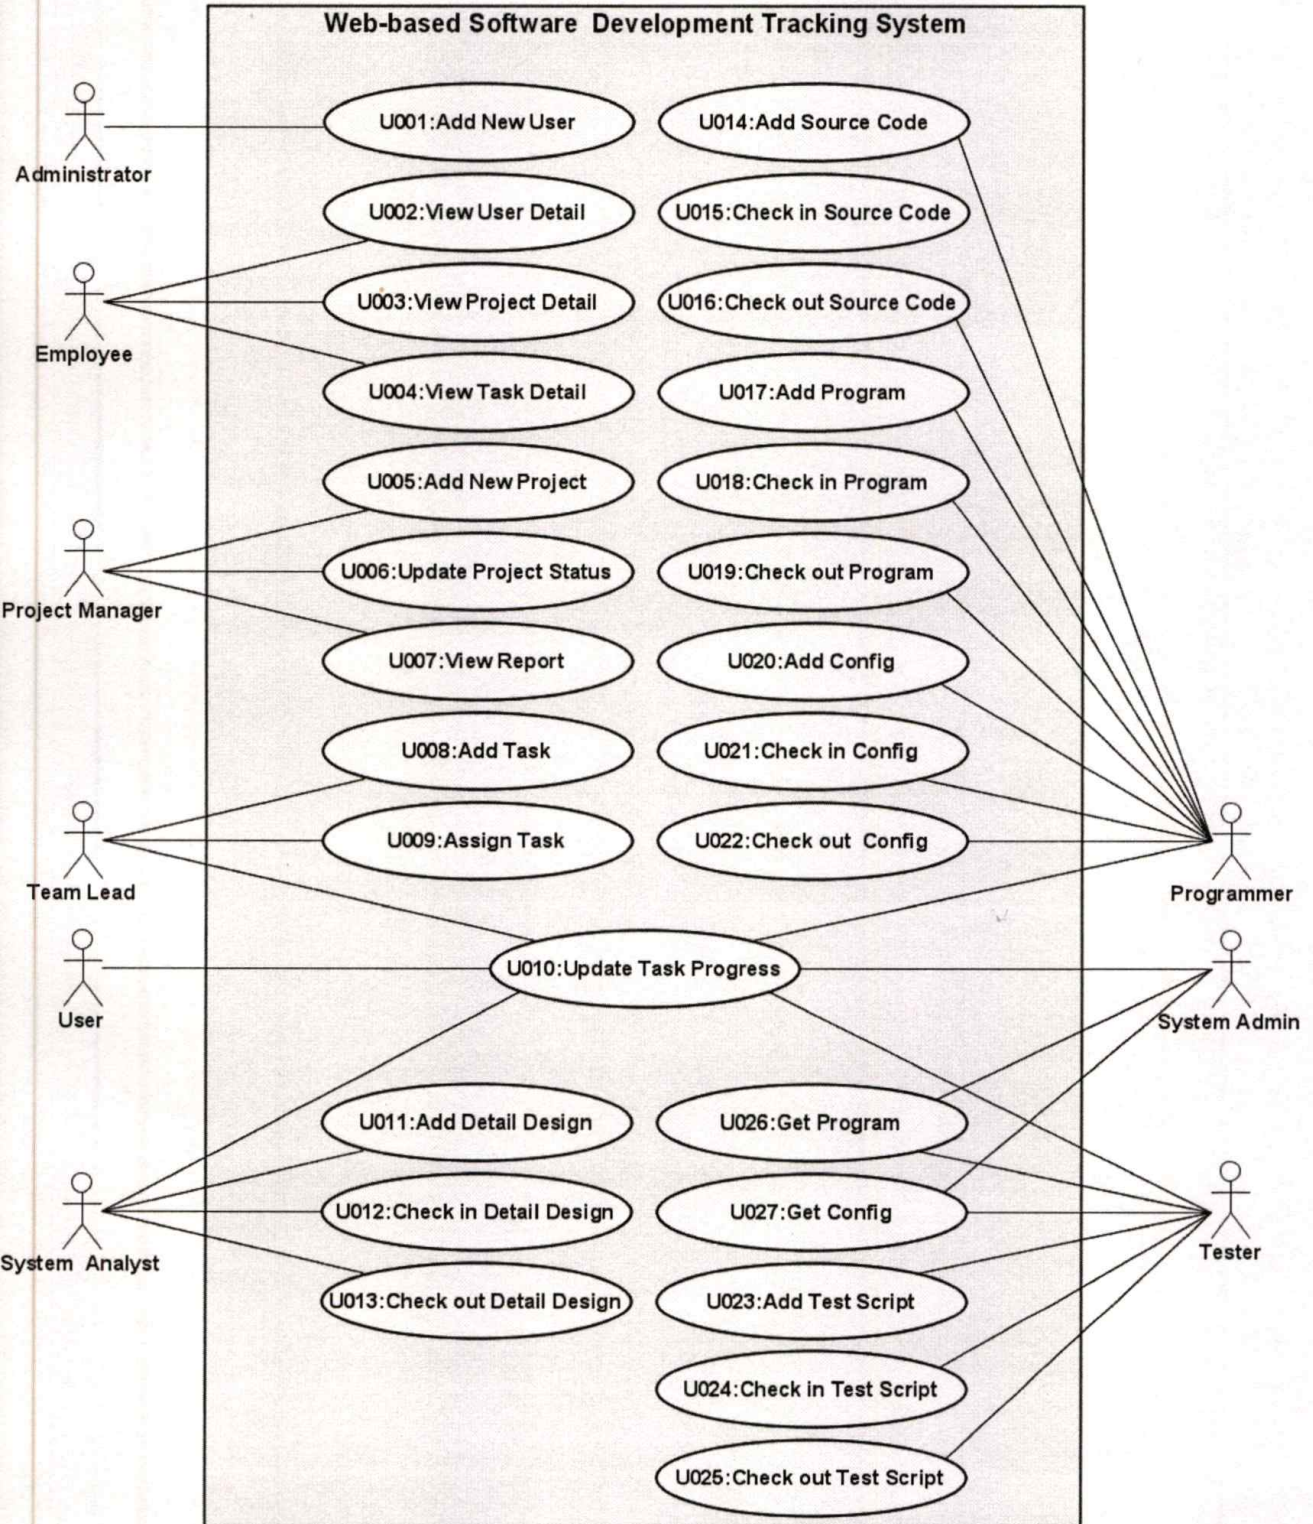 Web-based Software Development Tracking System
Administrator
Employee
Project Manager
Team Lead
User
System Analyst
U001:Add New User
U002:View User Detail
U003:View Project Detail
U004:View Task Detail
U005:Add New Project
U006:Update Project Status
U007:View Report
U008:Add Task
U009:Assign Task
U010:Update Task Progress
U011:Add Detail Design
U012:Check in Detail Design
U013:Check out Detail Design
U014:Add Source Code
U015:Check in Source Code
U016:Check out Source Code
U017:Add Program
U018:Check in Program
U019:Check out Program
U020:Add Config
U021:Check in Config
U022:Check out Config
U026:Get Program
U027:Get Config
U023:Add Test Script
U024:Check in Test Script
U025:Check out Test Script
Programmer
System Admin
Tester